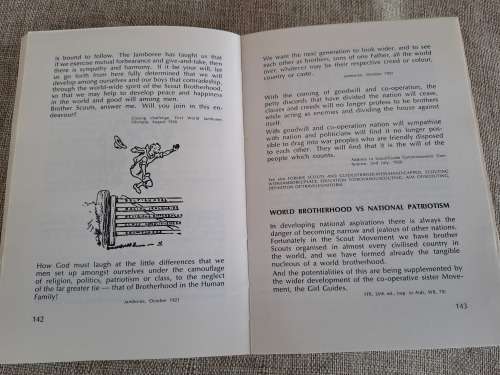 is bound to follow. The Jamboree has taught us that
if we exercise mutual forbearance and give-and-take, then
there is sympathy and harmony. If it be your will, let
us go forth from here fully determined that we will
develop among ourselves and our boys that comradeship,
through the world-wide spirit of the Scout Brotherhood,
so that we may help to develop peace and happiness
in the world and good will among men.
Brother Scouts, answer me. Will you join in this en-
deavour?
Closing challenge, First World Jamboree,
Olympia, August 1920
How God must laugh at the little differences that we
men set up amongst ourselves under the camouflage
of religion, politics, patriotism or class, to the neglect
of the far greater tie — that of Brotherhood in the Human
Family!
Jamboree, October 1921
142
We want the next generation to look wider, and to see
each other as brothers, sons of one Father, all the world
over, whatever may be their respective creed or colour,
country or caste.
Jamboree, October 1921
With the coming of goodwill and co-operation, the
petty discords that have divided the nation will cease,
classes and creeds will no longer profess to be brothers
while acting as enemies and dividing the house against
itself.
With goodwill and co-operation nation will sympathise
with nation and politicians will find it no longer pos-
sible to drag into war peoples who are friendly disposed
to each other. They will find that it is the will of the
people which counts.
WORLD BROTHERHOOD VS NATIONAL PATRIOTISM
In developing national aspirations there is always the
danger of becoming narrow and jealous of other nations.
Fortunately in the Scout Movement we have brother
Scouts organised in almost every civilised country in
the world, and we have formed already the tangible
nucleus of a world brotherhood.
And the potentialities of this are being supplemented by
the wider development of the co-operative sister Move-
ment, the Girl Guides.
143